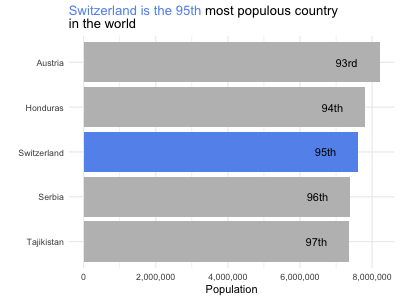 Switzerland is the 95th most populous country
in the world
Austria 93rd
Honduras 94th
Switzerland 95th
Serbia 96th
Tajikistan 97th
0 2,000,000 4,000,000 6,000,000 8,000,000
Population